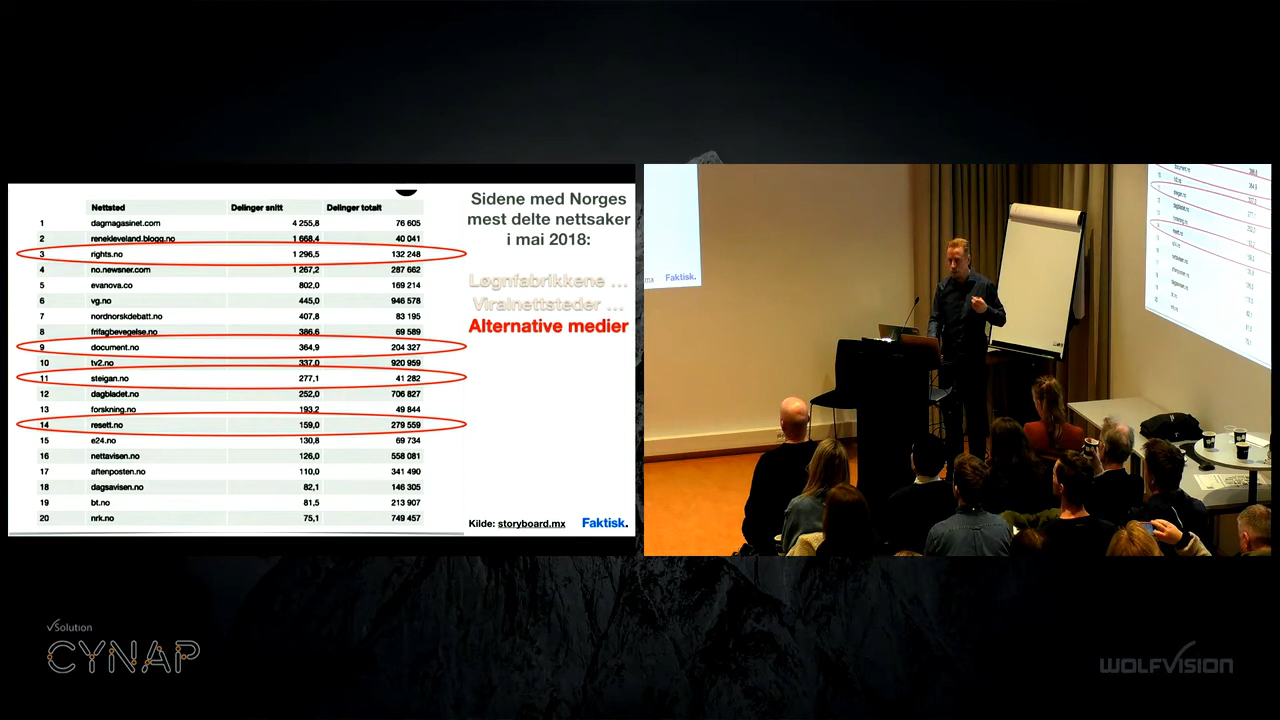 Nettsted Delinger snitt Delinger totalt
1 dagmagasinet.com 4 255,8 76 605
2 renekleveland.blogg.no 1 668,4 40 041
3 rights.no 1 296,5 132 248
4 no.newsner.com 1 267,2 287 662
5 evanova.co 802,0 169 214
6 vg.no 445,0 946 578
7 nordnorskdebatt.no 407,8 83 195
8 frifagbevegelse.no 386,6 69 589
9 document.no 364,9 204 327
10 tv2.no 337,0 920 959
11 steigan.no 277,1 41 282
12 dagbladet.no 252,0 706 827
13 forskning.no 193,2 49 844
14 resett.no 159,0 279 559
15 e24.no 130,8 69 734
16 nettavisen.no 126,0 558 081
17 aftenposten.no 110,0 341 490
18 dagsavisen.no 82,1 146 305
19 bt.no 81,5 213 907
20 nrk.no 75,1 749 457
Sidene med Norges
mest delte nettsaker
i mai 2018:
Løgnfabrikkene ...
Viralnettsteder ...
Alternative medier
Kilde: storyboard.mx Faktisk.
Faktisk.
vSolution
CYNAP
WOLFVISION